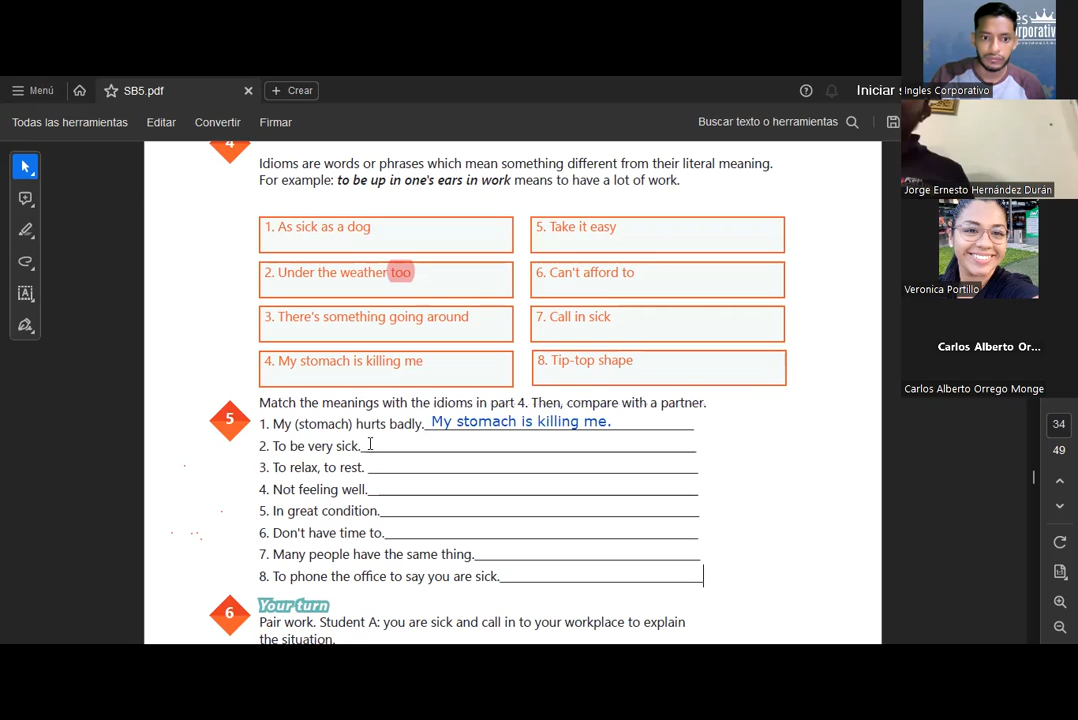 Menú
SB5.pdf
Crear
Iniciar s
Todas las herramientas
Editar
Convertir
Firmar
Buscar texto o herramientas
4
Idioms are words or phrases which mean something different from their literal meaning.
For example: to be up in one's ears in work means to have a lot of work.
1. As sick as a dog
5. Take it easy
2. Under the weather too
6. Can't afford to
3. There's something going around
7. Call in sick
4. My stomach is killing me
8. Tip-top shape
5
Match the meanings with the idioms in part 4. Then, compare with a partner.
1. My (stomach) hurts badly. My stomach is killing me.
2. To be very sick.
3. To relax, to rest.
4. Not feeling well.
5. In great condition.
6. Don't have time to.
7. Many people have the same thing.
8. To phone the office to say you are sick.
6
Your turn
Pair work. Student A: you are sick and call in to your workplace to explain
the situation.
34
49
Ingles Corporativo
Jorge Ernesto Hernández Durán
Veronica Portillo
Carlos Alberto Or...
Carlos Alberto Orrego Monge